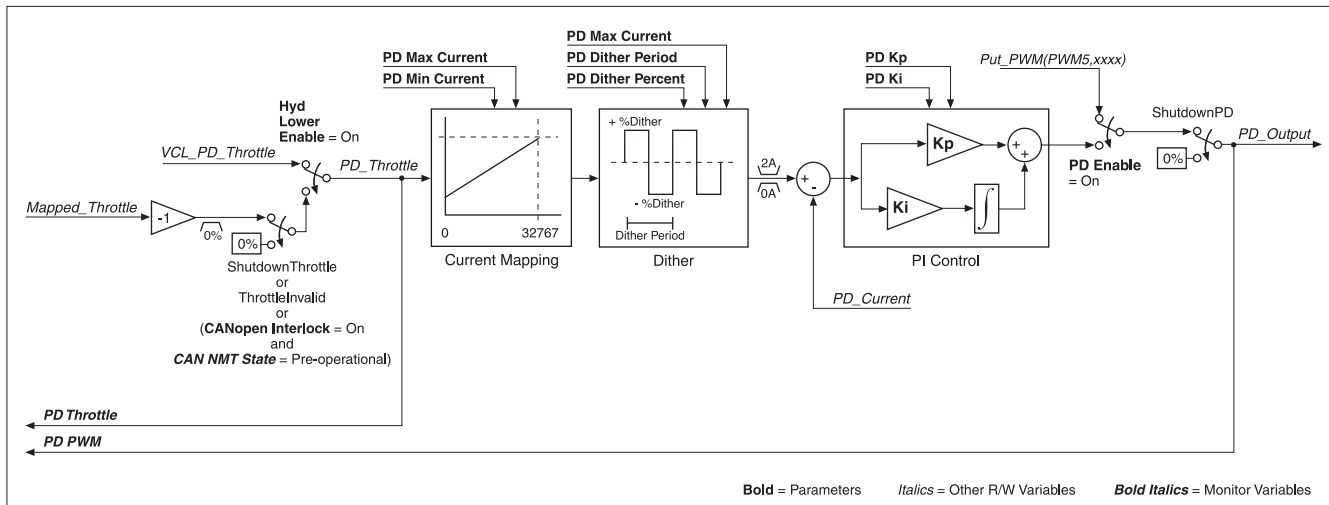 PD Max Current
PD Min Current
PD Max Current
PD Dither Period
PD Dither Percent
PD Kp
PD Ki
Put_PWM(PWM5,xxxx)
Hyd
Lower
Enable = On
VCL_PD_Throttle
PD_Throttle
Mapped_Throttle
-1
0%
0%
ShutdownThrottle
or
ThrottleInvalid
or
(CANopen Interlock = On
and
CAN NMT State = Pre-operational)
0
32767
Current Mapping
+ %Dither
- %Dither
Dither Period
Dither
2A
0A
+
-
PD_Current
Kp
Ki
∫
+
+
PI Control
PD Enable
= On
ShutdownPD
0%
PD_Output
PD Throttle
PD PWM
Bold = Parameters Italics = Other R/W Variables Bold Italics = Monitor Variables